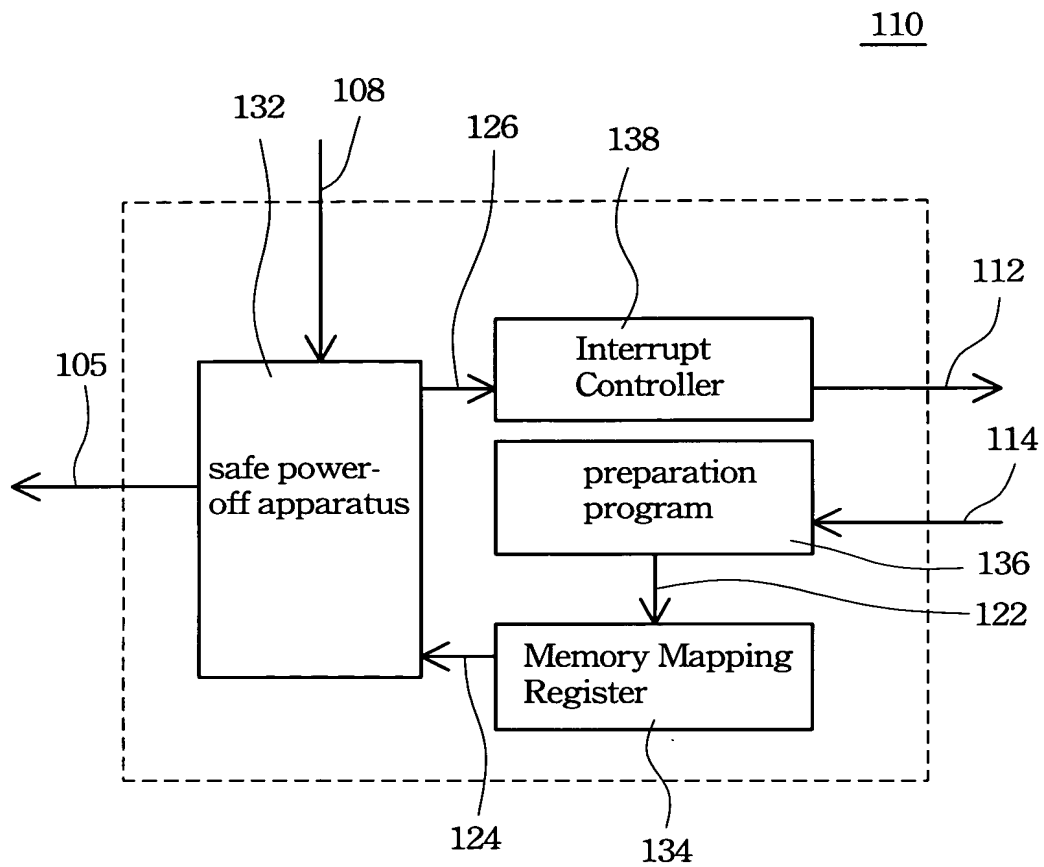 110
132
108
126
138
112
105
Interrupt
Controller
114
safe power-
off apparatus
preparation
program
136
122
Memory Mapping
Register
124
134